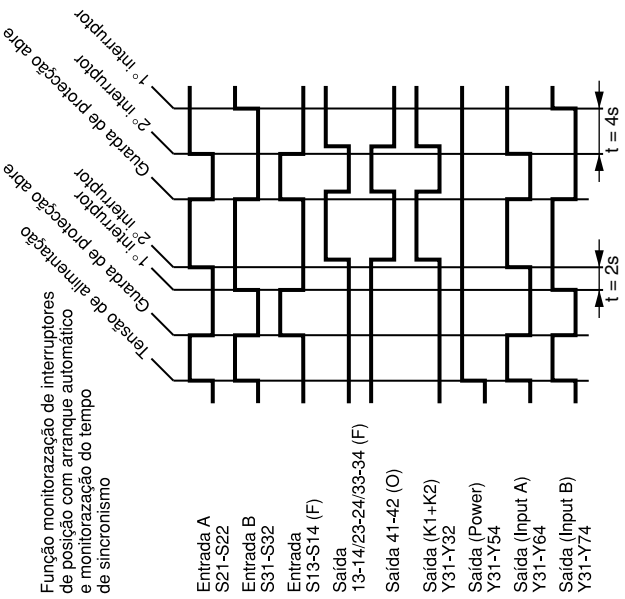 Função monitorazação de interruptores
de posição com arranque automático
e monitorazação do tempo
de sincronismo
Tensão de alimentação
Guarda de protecção abre
1° interruptor
2° interruptor
Guarda de protecção abre
2° interruptor
1° interruptor
Entrada A
S21-S22
Entrada B
S31-S32
Entrada
S13-S14 (F)
Saída
13-14/23-24/33-34 (F)
Saída 41-42 (O)
Saída (K1+K2)
Y31-Y32
Saída (Power)
Y31-Y54
Saída (Input A)
Y31-Y64
Saída (Input B)
Y31-Y74
t = 2s
t = 4s